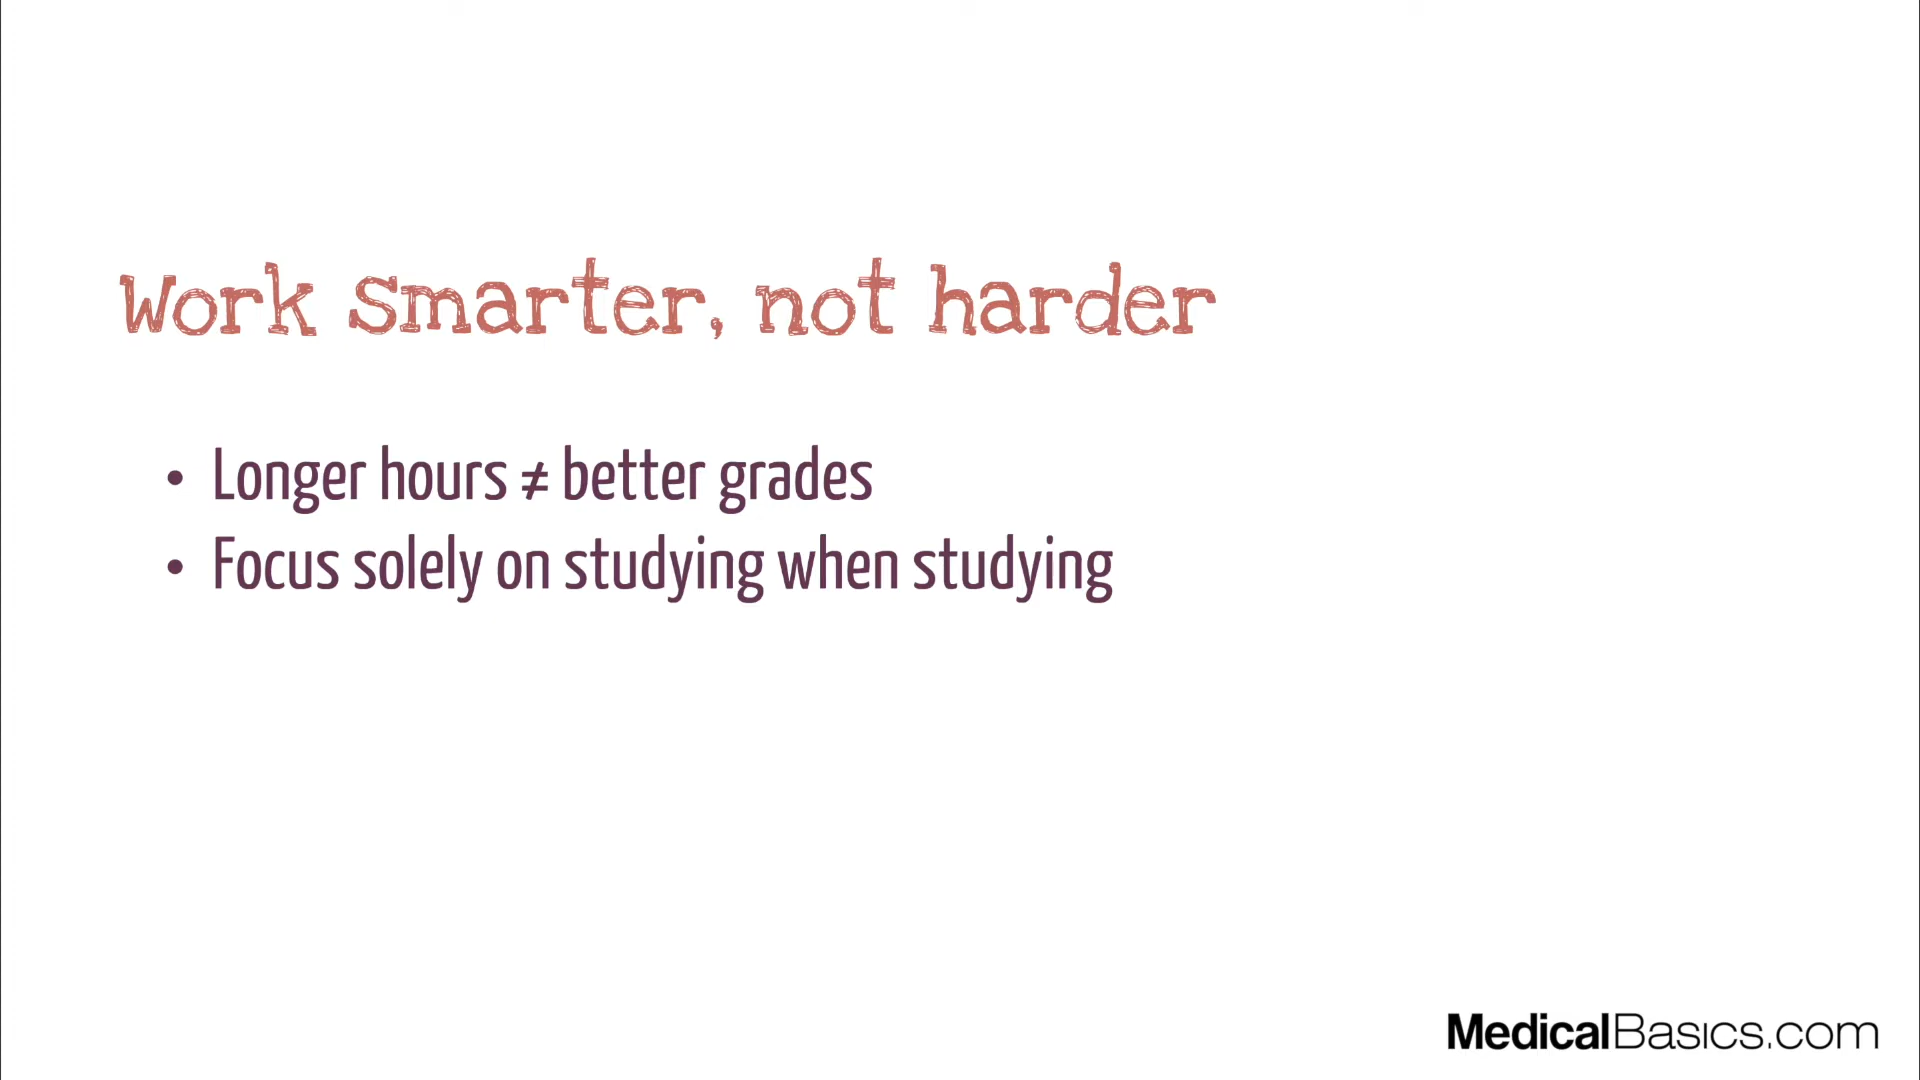 Work smarter, not harder
• Longer hours ≠ better grades
• Focus solely on studying when studying
MedicalBasics.com